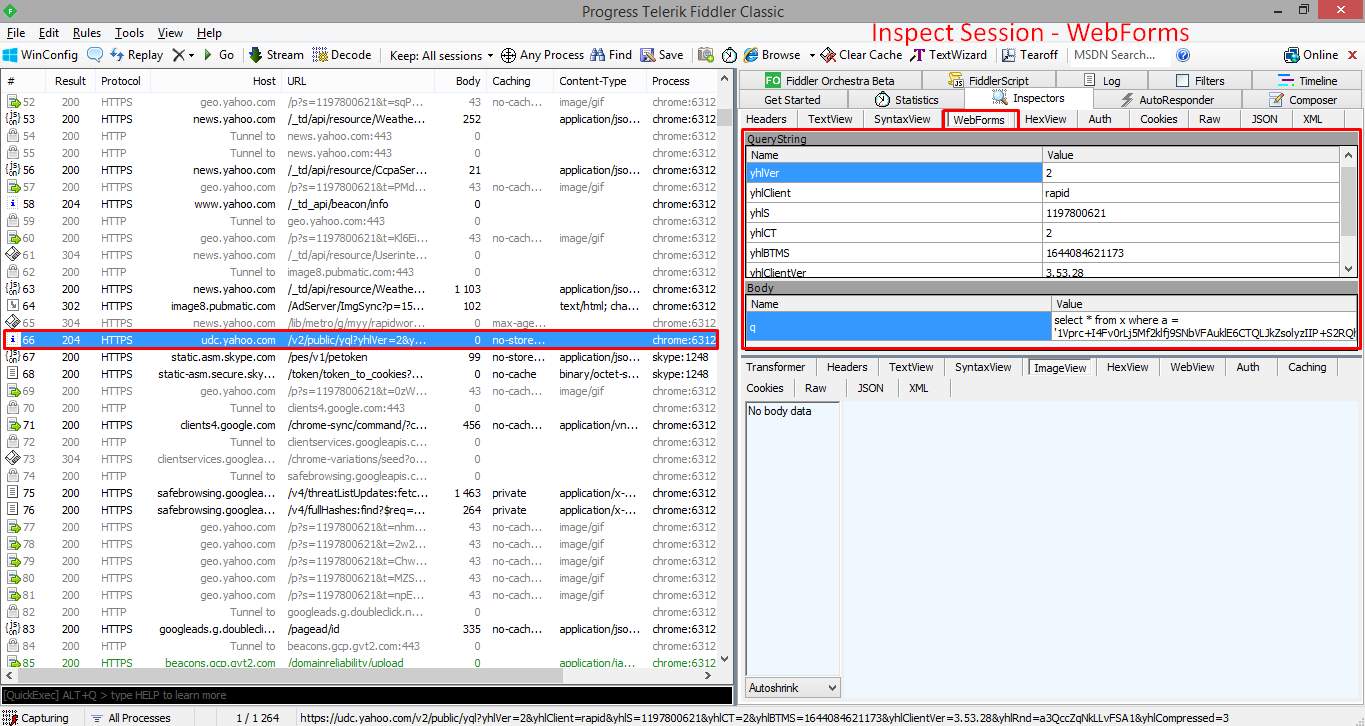 Progress Telerik Fiddler Classic
Inspect Session - WebForms
File Edit Rules Tools View Help
WinConfig Replay Go Stream Decode Keep: All sessions Any Process Find Save Browse Clear Cache TextWizard Tearoff MSDN Search... Online
# Result Protocol Host URL Body Caching Content-Type Process
52 200 HTTPS geo.yahoo.com /p?s=1197800621&t=sqP... 43 no-cach... image/gif chrome:6312
53 200 HTTPS news.yahoo.com /_td/api/resource/Weathe... 252 application/jso... chrome:6312
54 200 HTTP Tunnel to news.yahoo.com:443 0 chrome:6312
55 200 HTTP Tunnel to news.yahoo.com:443 0 chrome:6312
56 200 HTTPS news.yahoo.com /_td/api/resource/CcpaSer... 21 application/jso... chrome:6312
57 200 HTTPS geo.yahoo.com /p?s=1197800621&t=PMd... 43 no-cach... image/gif chrome:6312
58 204 HTTPS www.yahoo.com /_td_api/beacon/info 0 chrome:6312
59 200 HTTP Tunnel to geo.yahoo.com:443 0 chrome:6312
60 200 HTTPS geo.yahoo.com /p?s=1197800621&t=Kl6Ei... 43 no-cach... image/gif chrome:6312
61 304 HTTPS news.yahoo.com /_td/api/resource/Userinte... 0 chrome:6312
62 200 HTTP Tunnel to image8.pubmatic.com:443 0 chrome:6312
63 200 HTTPS news.yahoo.com /_td/api/resource/Weathe... 1 103 application/jso... chrome:6312
64 302 HTTPS image8.pubmatic.com /AdServer/ImgSync?p=15... 102 text/html; cha... chrome:6312
65 304 HTTPS news.yahoo.com /lib/metro/g/myy/rapidwor... 0 max-age... chrome:6312
66 204 HTTPS udc.yahoo.com /v2/public/yql?yhlVer=2&y... 0 no-store... chrome:6312
67 200 HTTPS static.asm.skype.com /pes/v1/petoken 99 no-store... application/jso... skype:1248
68 200 HTTPS static-asm.secure.sky... /token/token_to_cookies?... 0 no-cache binary/octet-s... skype:1248
69 200 HTTPS geo.yahoo.com /p?s=1197800621&t=0zW... 43 no-cach... image/gif chrome:6312
70 200 HTTP Tunnel to clients4.google.com:443 0 chrome:6312
71 200 HTTPS clients4.google.com /chrome-sync/command/?c... 456 no-cach... application/vn... chrome:6312
72 200 HTTP Tunnel to clientservices.googleapis.c... 0 chrome:6312
73 304 HTTPS clientservices.googlea... /chrome-variations/seed?o... 0 chrome:6312
74 200 HTTP Tunnel to safebrowsing.googleapis.c... 0 chrome:6312
75 200 HTTPS safebrowsing.googlea... /v4/threatListUpdates:fetc... 1 463 private application/x-... chrome:6312
76 200 HTTPS safebrowsing.googlea... /v4/fullHashes:find?$req=... 264 private application/x-... chrome:6312
77 200 HTTPS geo.yahoo.com /p?s=1197800621&t=nhm... 43 no-cach... image/gif chrome:6312
78 200 HTTPS geo.yahoo.com /p?s=1197800621&t=2w2... 43 no-cach... image/gif chrome:6312
79 200 HTTPS geo.yahoo.com /p?s=1197800621&t=Chw... 43 no-cach... image/gif chrome:6312
80 200 HTTPS geo.yahoo.com /p?s=1197800621&t=MZS... 43 no-cach... image/gif chrome:6312
81 200 HTTPS geo.yahoo.com /p?s=1197800621&t=npE... 43 no-cach... image/gif chrome:6312
82 200 HTTP Tunnel to googleads.g.doubleclick.n... 0 chrome:6312
83 200 HTTPS googleads.g.doublecli... /pagead/id 335 no-cach... application/jso... chrome:6312
84 200 HTTP Tunnel to beacons.gcp.gvt2.com:443 0 chrome:6312
85 200 HTTPS beacons.gcp.gvt2.com /domainreliability/upload 0 application/ja... chrome:6312
[QuickExec] ALT+Q > type HELP to learn more
FO Fiddler Orchestra Beta FiddlerScript Log Filters Timeline
Get Started Statistics Inspectors AutoResponder Composer
Headers TextView SyntaxView WebForms HexView Auth Cookies Raw JSON XML
QueryString
Name Value
yhlVer 2
yhlClient rapid
yhlS 1197800621
yhlCT 2
yhlBTMS 1644084621173
yhlClientVer 3.53.28
Body
Name Value
q select * from x where a =
'1Vprc+I4Fv0rLj5Mf2klfj9SNbVFAuklE6CTQLJkZsolyzIIP+S2RQh
Transformer Headers TextView SyntaxView ImageView HexView WebView Auth Caching
Cookies Raw JSON XML
No body data
Autoshrink
Capturing All Processes 1 / 1 264 https://udc.yahoo.com/v2/public/yql?yhlVer=2&yhlClient=rapid&yhlS=1197800621&yhlCT=2&yhlBTMS=1644084621173&yhlClientVer=3.53.28&yhlRnd=a3QccZqNkLLvFSA1&yhlCompressed=3